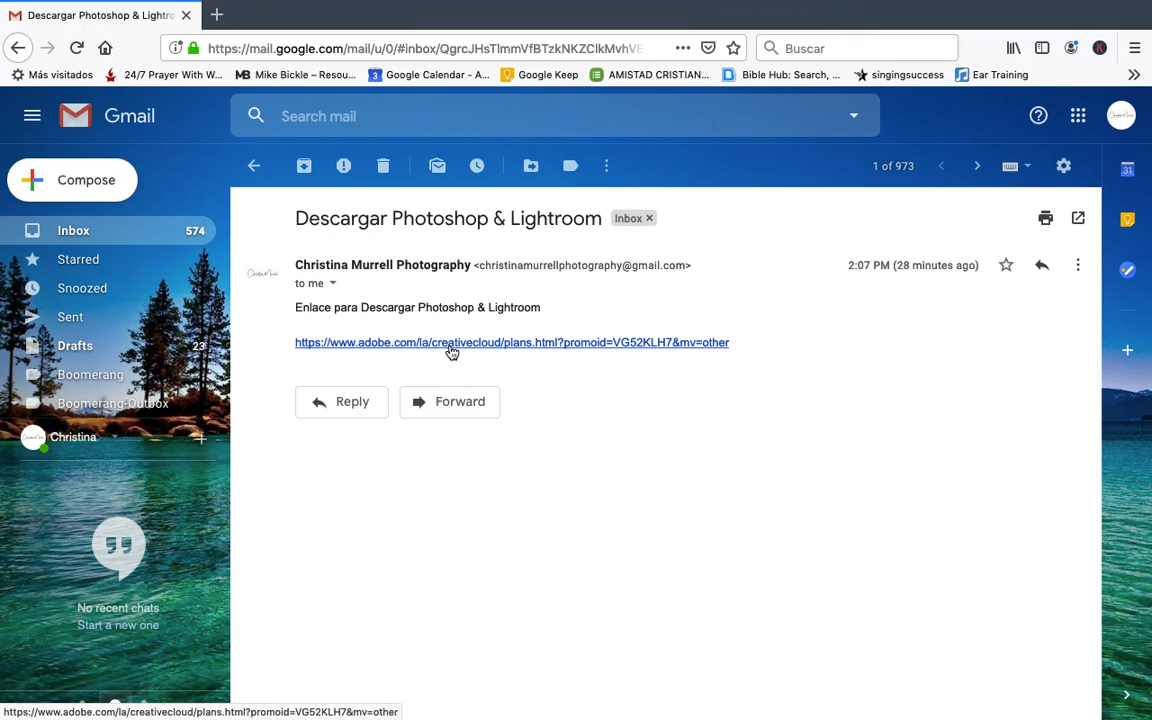 Descargar Photoshop & Lightro
https://mail.google.com/mail/u/0/#inbox/QgrcJHsTlmmVfBTzkNKZClkMvhVB
Buscar
Más visitados
24/7 Prayer With W...
MB Mike Bickle – Resou...
Google Calendar - A...
Google Keep
AMISTAD CRISTIAN...
Bible Hub: Search, ...
singingsuccess
Ear Training
Gmail
Search mail
1 of 973
Compose
Inbox 574
Starred
Snoozed
Sent
Drafts 23
Boomerang
Boomerang-Outbox
Christina
No recent chats
Start a new one
Descargar Photoshop & Lightroom Inbox
Christina Murrell Photography <christinamurrellphotography@gmail.com> 2:07 PM (28 minutes ago)
to me
Enlace para Descargar Photoshop & Lightroom
https://www.adobe.com/la/creativecloud/plans.html?promoid=VG52KLH7&mv=other
Reply
Forward
31
https://www.adobe.com/la/creativecloud/plans.html?promoid=VG52KLH7&mv=other